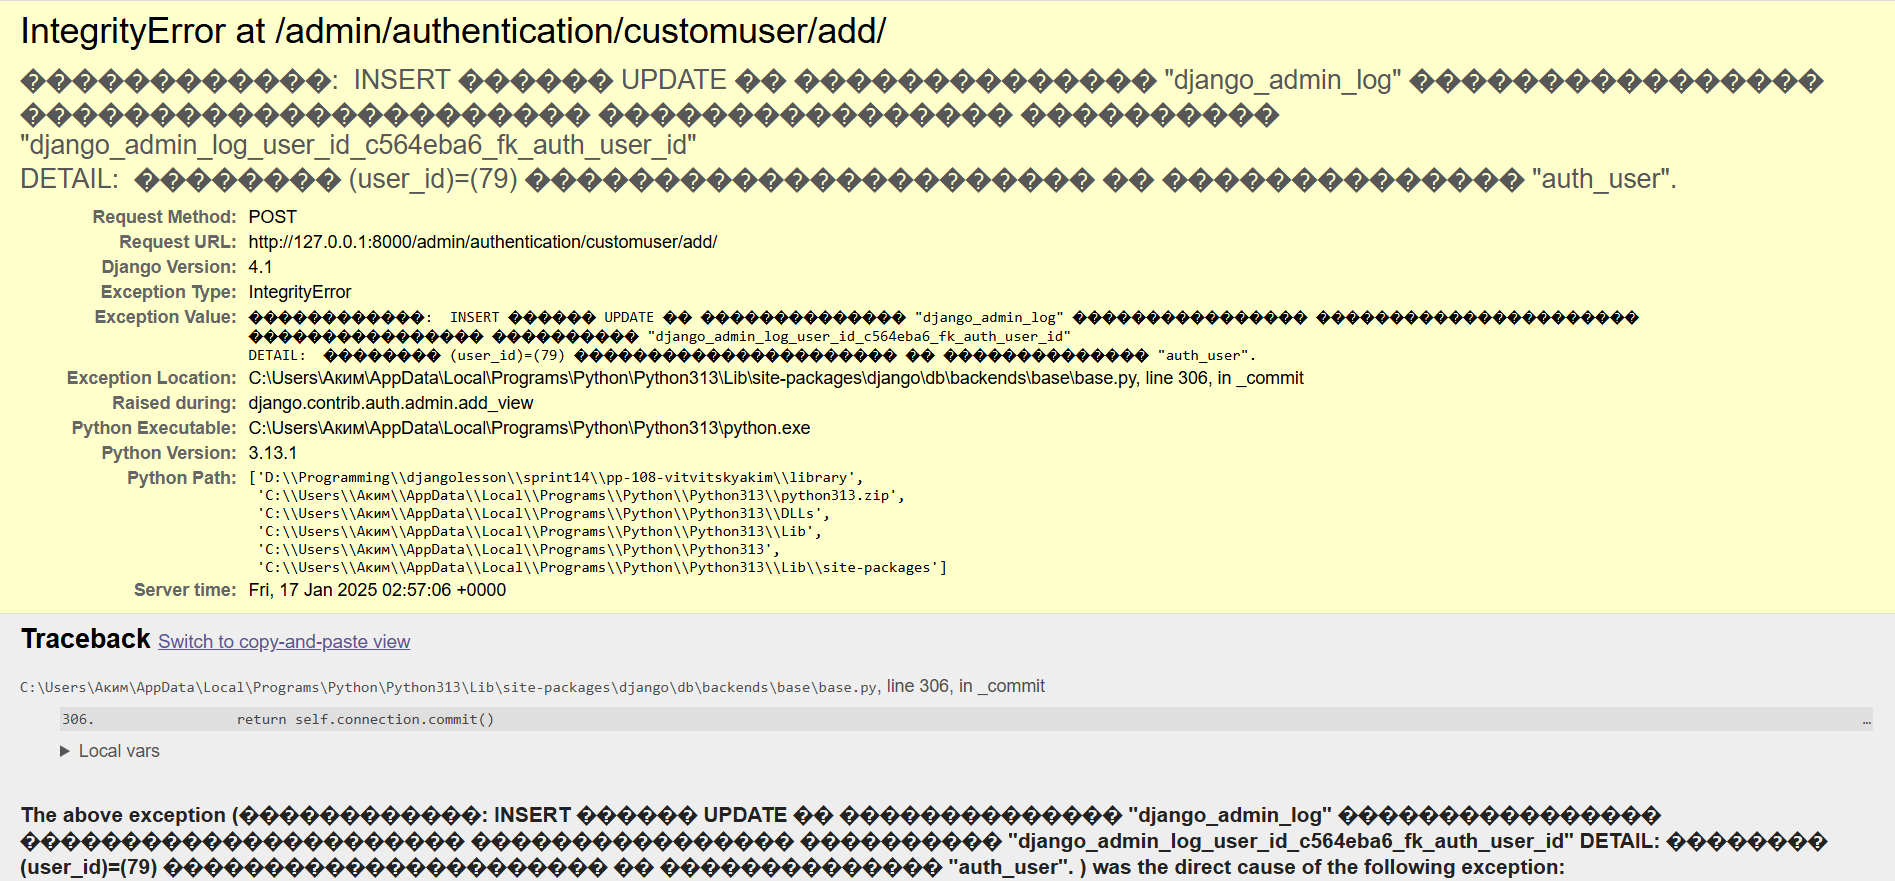 IntegrityError at /admin/authentication/customuser/add/
������������: INSERT ������ UPDATE �� �������������� "django_admin_log" ����������������
���������������������� ���������������� ����������
"django_admin_log_user_id_c564eba6_fk_auth_user_id"
DETAIL: �������� (user_id)=(79) ���������������������� �� �������������� "auth_user".
Request Method: POST
Request URL: http://127.0.0.1:8000/admin/authentication/customuser/add/
Django Version: 4.1
Exception Type: IntegrityError
Exception Value: ������������: INSERT ������ UPDATE �� �������������� "django_admin_log" ���������������� ����������������������
���������������� ���������� "django_admin_log_user_id_c564eba6_fk_auth_user_id"
DETAIL: �������� (user_id)=(79) ���������������������� �� �������������� "auth_user".
Exception Location: C:\Users\Аким\AppData\Local\Programs\Python\Python313\Lib\site-packages\django\db\backends\base\base.py, line 306, in _commit
Raised during: django.contrib.auth.admin.add_view
Python Executable: C:\Users\Аким\AppData\Local\Programs\Python\Python313\python.exe
Python Version: 3.13.1
Python Path: ['D:\\Programming\\djangolesson\\sprint14\\pp-108-vitvitskyakim\\library',
'C:\\Users\\Аким\\AppData\\Local\\Programs\\Python\\Python313\\python313.zip',
'C:\\Users\\Аким\\AppData\\Local\\Programs\\Python\\Python313\\DLLs',
'C:\\Users\\Аким\\AppData\\Local\\Programs\\Python\\Python313\\Lib',
'C:\\Users\\Аким\\AppData\\Local\\Programs\\Python\\Python313',
'C:\\Users\\Аким\\AppData\\Local\\Programs\\Python\\Python313\\Lib\\site-packages']
Server time: Fri, 17 Jan 2025 02:57:06 +0000
Traceback Switch to copy-and-paste view
C:\Users\Аким\AppData\Local\Programs\Python\Python313\Lib\site-packages\django\db\backends\base\base.py, line 306, in _commit
306. return self.connection.commit() …
▶ Local vars
The above exception (������������: INSERT ������ UPDATE �� �������������� "django_admin_log" ����������������
���������������������� ���������������� ���������� "django_admin_log_user_id_c564eba6_fk_auth_user_id" DETAIL: ��������
(user_id)=(79) ���������������������� �� �������������� "auth_user". ) was the direct cause of the following exception: